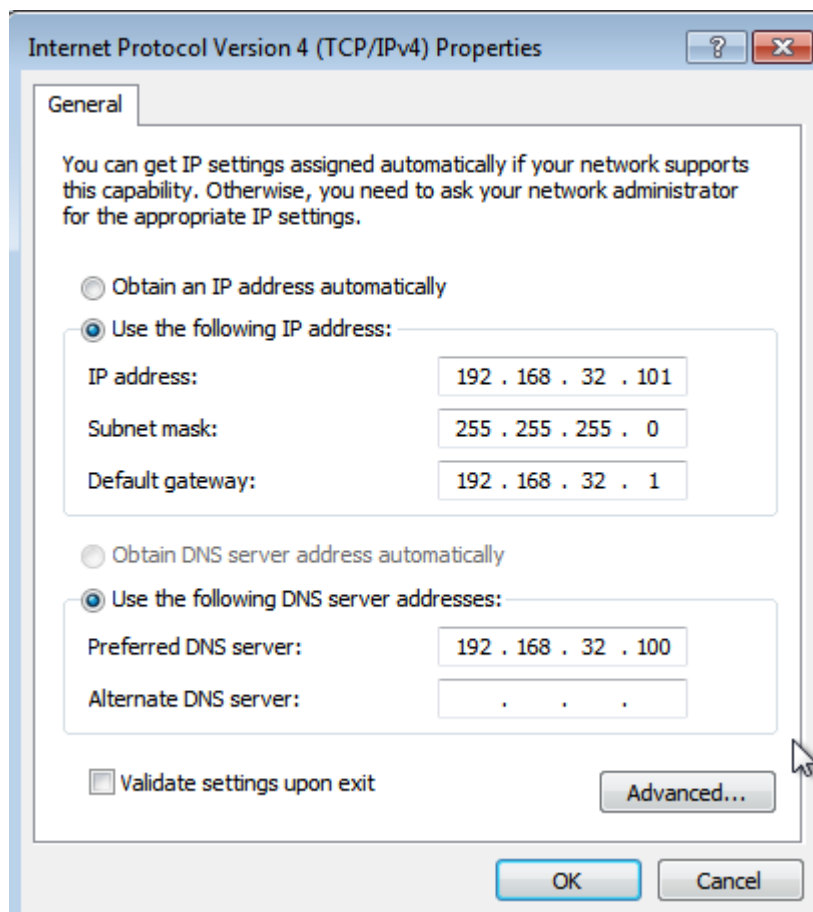 Internet Protocol Version 4 (TCP/IPv4) Properties
General
You can get IP settings assigned automatically if your network supports
this capability. Otherwise, you need to ask your network administrator
for the appropriate IP settings.
Obtain an IP address automatically
Use the following IP address:
IP address: 192 . 168 . 32 . 101
Subnet mask: 255 . 255 . 255 . 0
Default gateway: 192 . 168 . 32 . 1
Obtain DNS server address automatically
Use the following DNS server addresses:
Preferred DNS server: 192 . 168 . 32 . 100
Alternate DNS server: . . .
Validate settings upon exit
Advanced...
OK Cancel